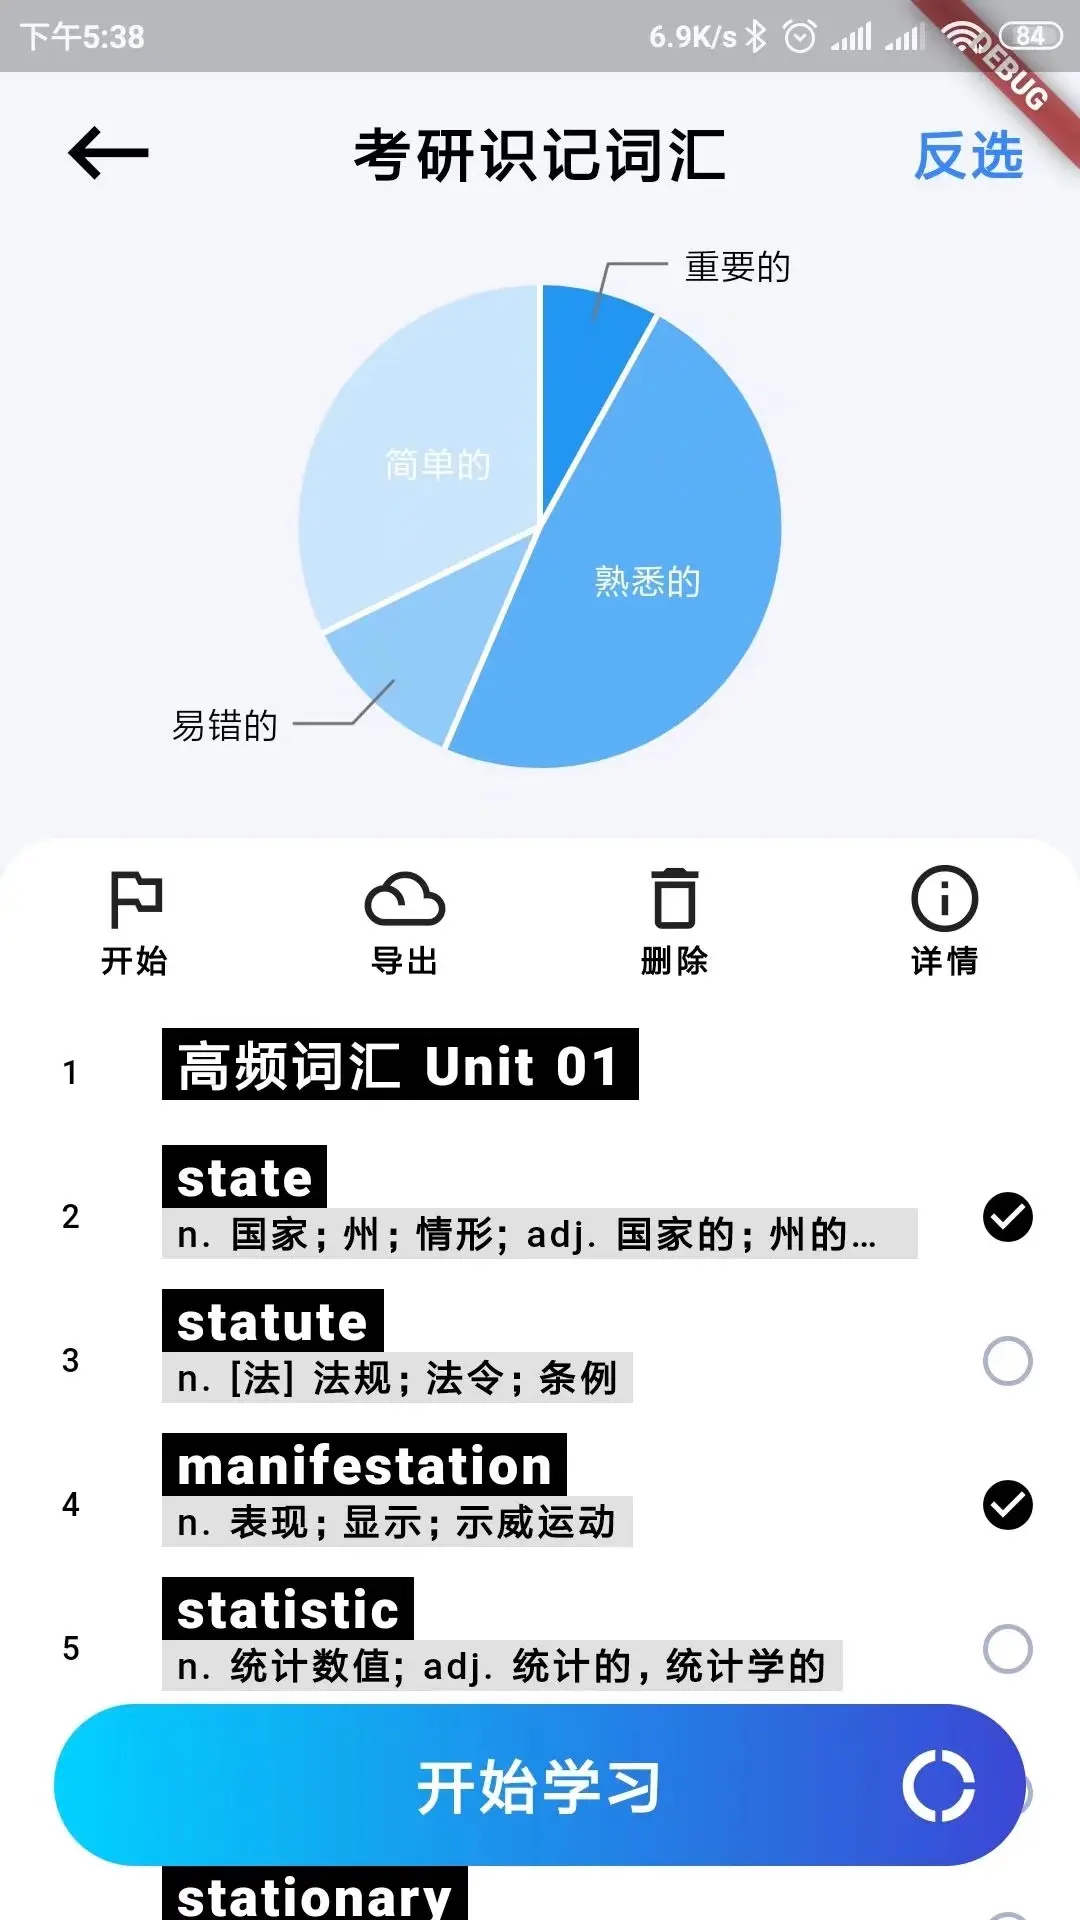 下午5:38 6.9K/s 84
DEBUG
考研识记词汇 反选
重要的
简单的
熟悉的
易错的
开始 导出 删除 详情
1 高频词汇 Unit 01
state
2 n. 国家; 州; 情形; adj. 国家的; 州的...
statute
3 n. [法] 法规; 法令; 条例
manifestation
4 n. 表现; 显示; 示威运动
statistic
5 n. 统计数值; adj. 统计的, 统计学的
开始学习
stationary